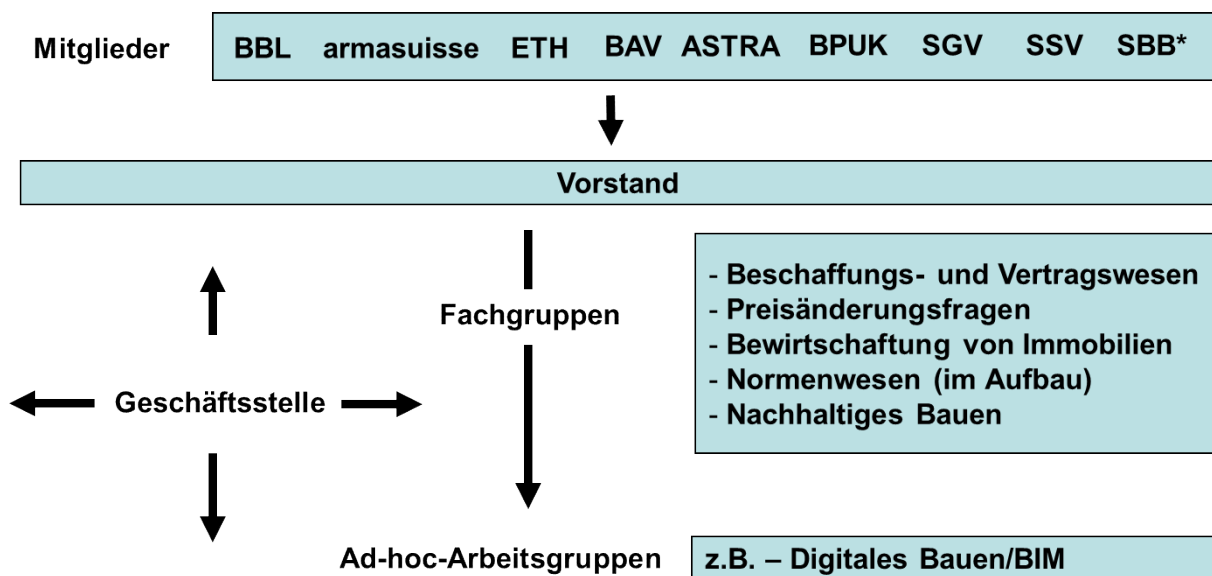 Mitglieder BBL armasuisse ETH BAV ASTRA BPUK SGV SSV SBB*
Vorstand
- Beschaffungs- und Vertragswesen
- Preisänderungsfragen
- Bewirtschaftung von Immobilien
- Normenwesen (im Aufbau)
- Nachhaltiges Bauen
Fachgruppen
Geschäftsstelle
Ad-hoc-Arbeitsgruppen z.B. – Digitales Bauen/BIM